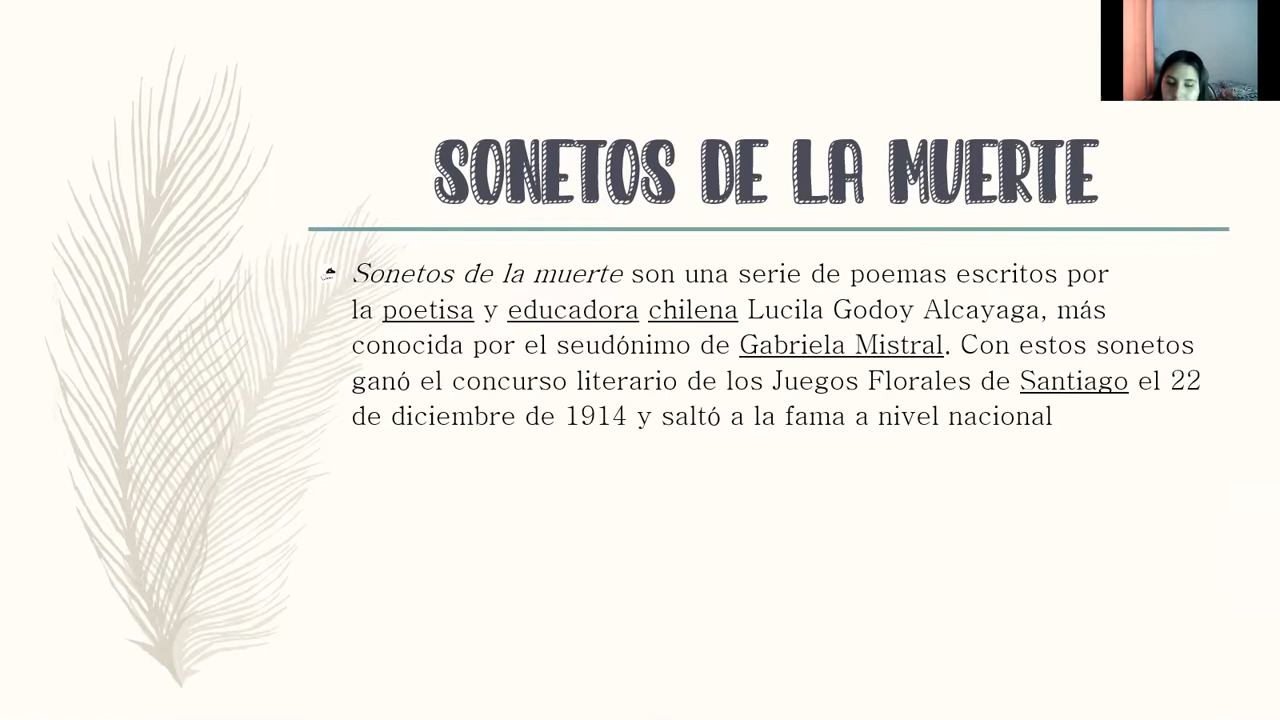 SONETOS DE LA MUERTE
Sonetos de la muerte son una serie de poemas escritos por
la poetisa y educadora chilena Lucila Godoy Alcayaga, más
conocida por el seudónimo de Gabriela Mistral. Con estos sonetos
ganó el concurso literario de los Juegos Florales de Santiago el 22
de diciembre de 1914 y saltó a la fama a nivel nacional